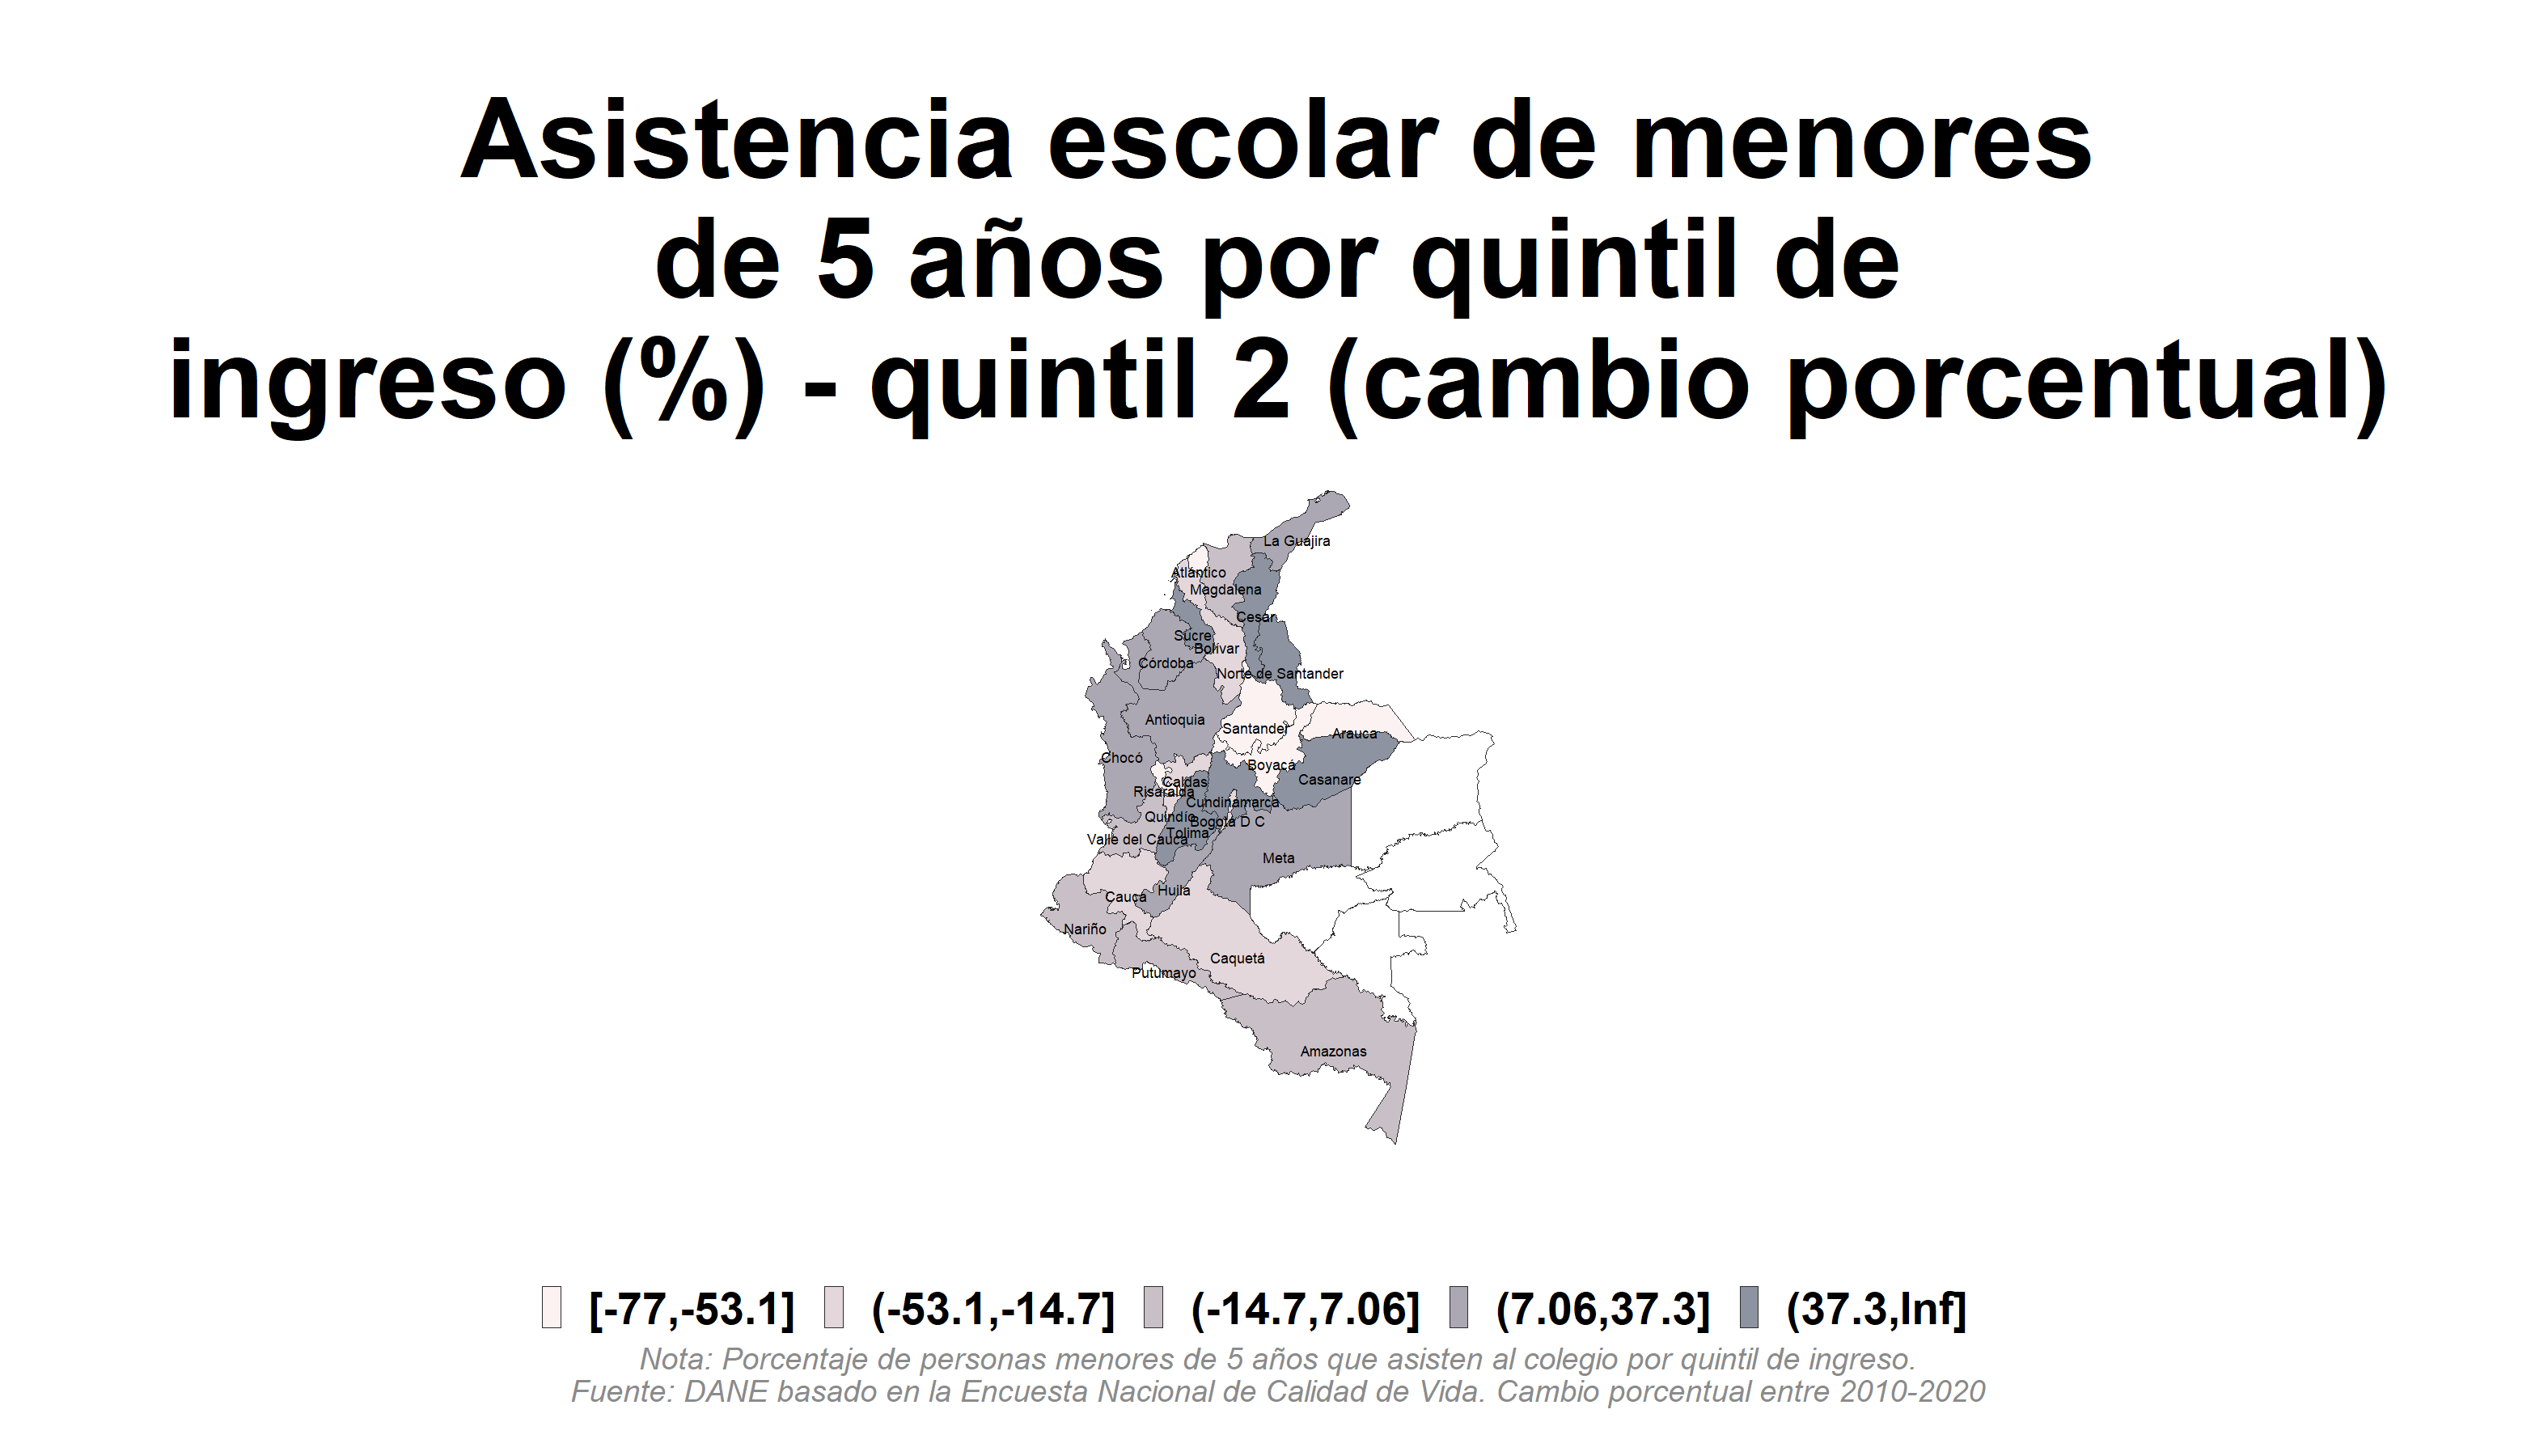 Asistencia escolar de menores
de 5 años por quintil de
ingreso (%) - quintil 2 (cambio porcentual)
La Guajira
Atlántico
Magdalena
Cesar
Sucre
Bolívar
Córdoba
Norte de Santander
Antioquia
Santander
Arauca
Chocó
Boyacá
Casanare
Caldas
Risaralda
Cundinamarca
Quindío
Bogotá D C
Tolima
Valle del Cauca
Meta
Huila
Cauca
Nariño
Caquetá
Putumayo
Amazonas
[-77,-53.1] (-53.1,-14.7] (-14.7,7.06] (7.06,37.3] (37.3,Inf]
Nota: Porcentaje de personas menores de 5 años que asisten al colegio por quintil de ingreso.
Fuente: DANE basado en la Encuesta Nacional de Calidad de Vida. Cambio porcentual entre 2010-2020